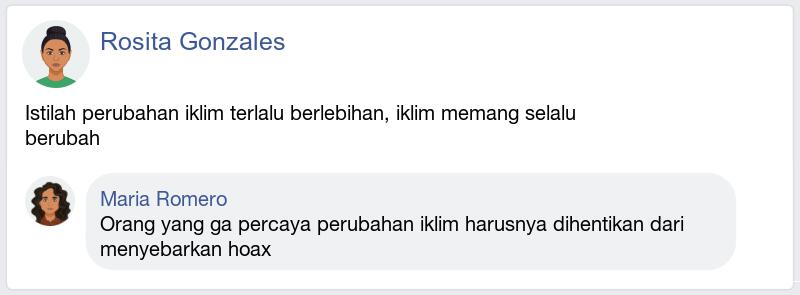 Rosita Gonzales
Istilah perubahan iklim terlalu berlebihan, iklim memang selalu
berubah
Maria Romero
Orang yang ga percaya perubahan iklim harusnya dihentikan dari
menyebarkan hoax